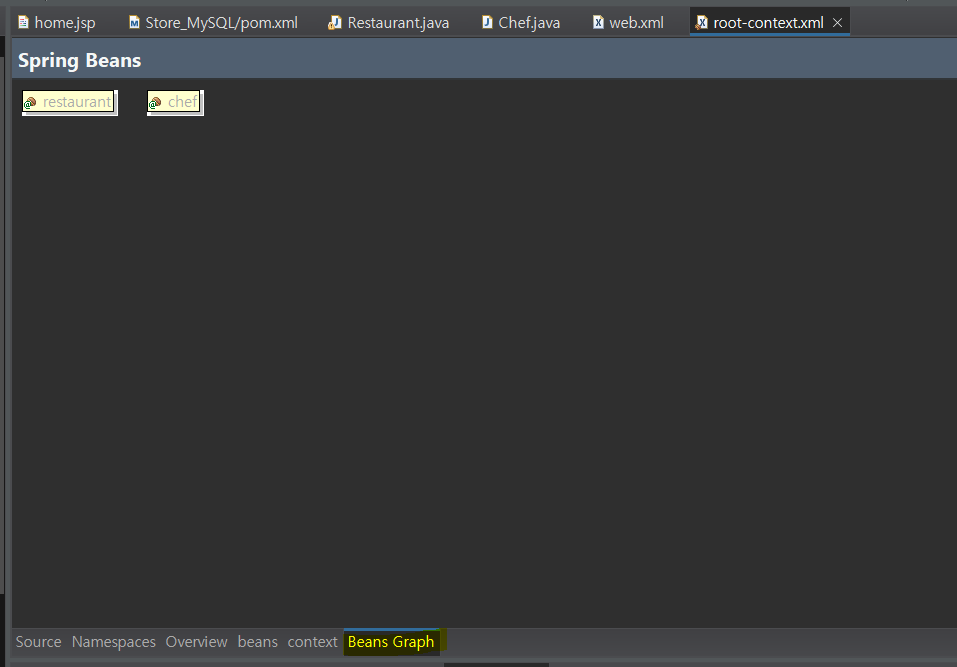 home.jsp Store_MySQL/pom.xml Restaurant.java Chef.java web.xml root-context.xml
Spring Beans
restaurant chef
Source Namespaces Overview beans context Beans Graph